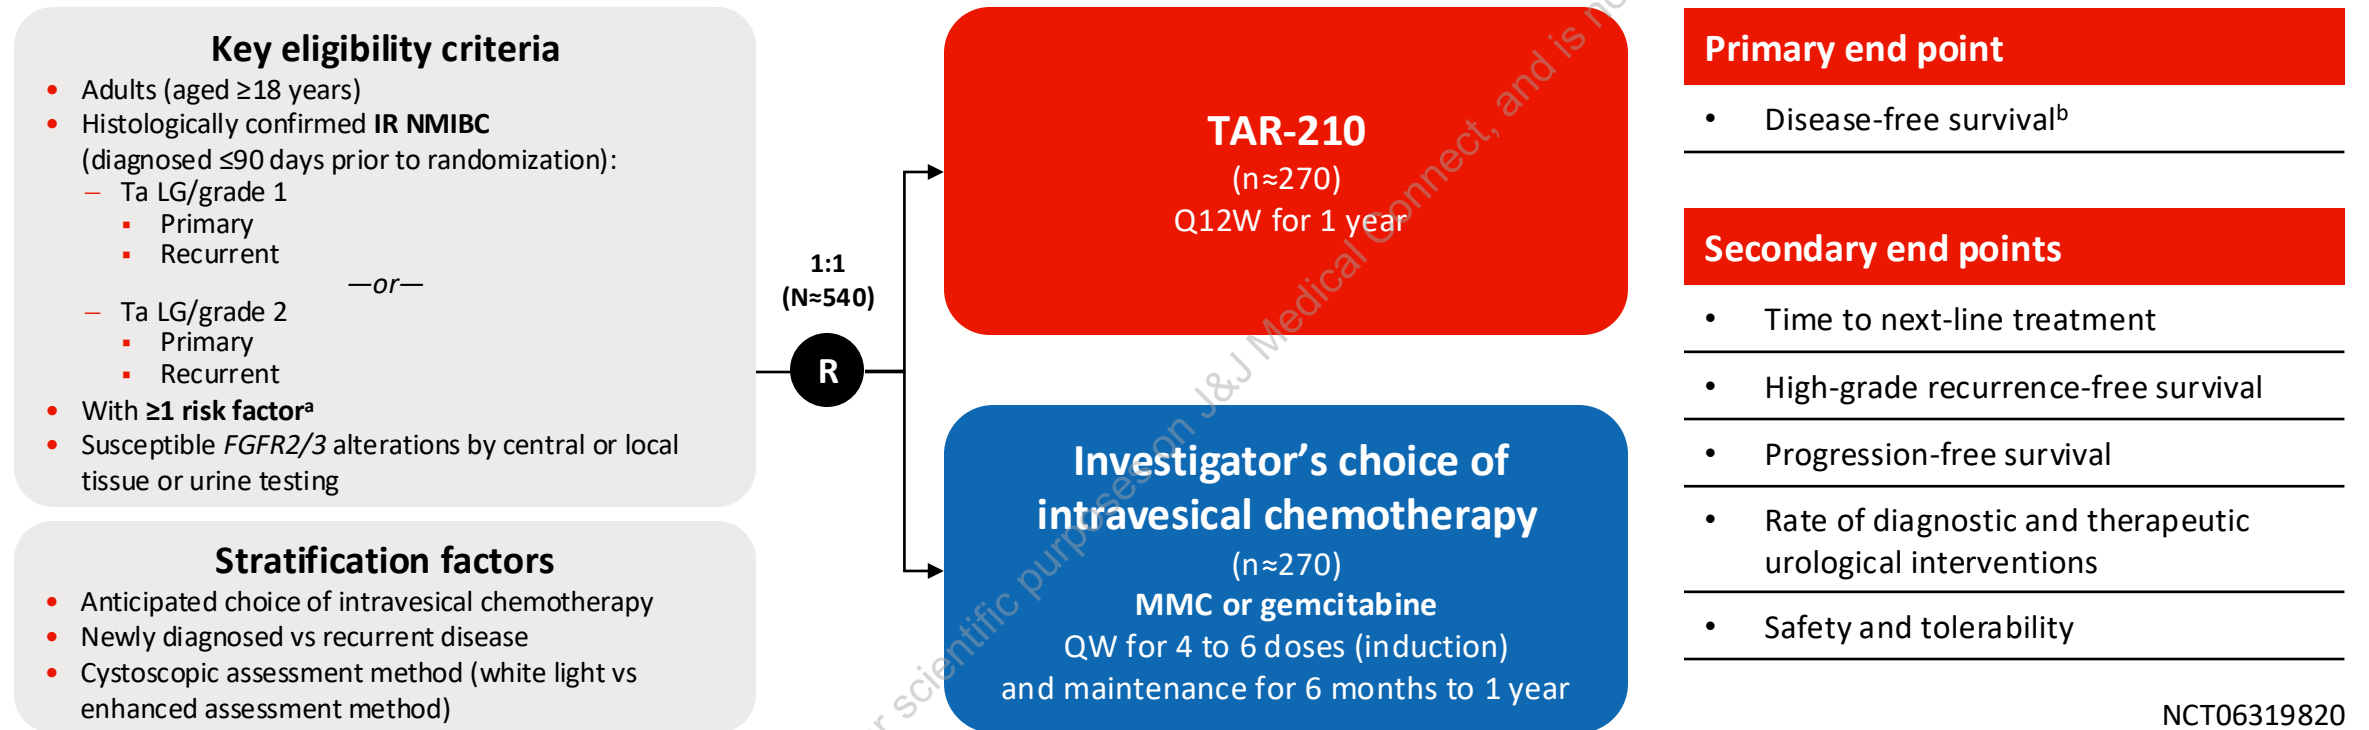 Key eligibility criteria
• Adults (aged ≥18 years)
• Histologically confirmed IR NMIBC
(diagnosed ≤90 days prior to randomization):
– Ta LG/grade 1
▪ Primary
▪ Recurrent
—or—
– Ta LG/grade 2
▪ Primary
▪ Recurrent
• With ≥1 risk factorᵃ
• Susceptible FGFR2/3 alterations by central or local
tissue or urine testing
Stratification factors
• Anticipated choice of intravesical chemotherapy
• Newly diagnosed vs recurrent disease
• Cystoscopic assessment method (white light vs
enhanced assessment method)
1:1
(N≈540)
R
TAR-210
(n≈270)
Q12W for 1 year
Investigator’s choice of
intravesical chemotherapy
(n≈270)
MMC or gemcitabine
QW for 4 to 6 doses (induction)
and maintenance for 6 months to 1 year
Primary end point
• Disease-free survivalᵇ
Secondary end points
• Time to next-line treatment
• High-grade recurrence-free survival
• Progression-free survival
• Rate of diagnostic and therapeutic
urological interventions
• Safety and tolerability
NCT06319820
scientific purposes on J&J Medical Connect, and is